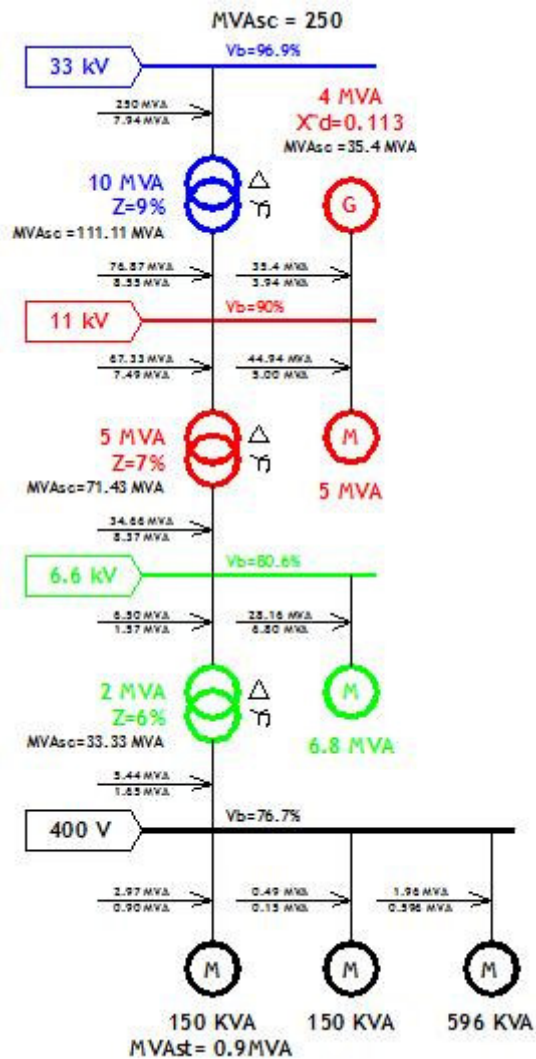 MVAsc = 250
33 kV
Vb=96.9%
250 MVA
7.94 MVA
4 MVA
X"d=0.113
MVAsc =35.4 MVA
10 MVA
Z=9%
MVAsc =111.11 MVA
G
76.87 MVA
8.55 MVA
35.4 MVA
3.94 MVA
11 kV
Vb=90%
67.33 MVA
7.49 MVA
44.94 MVA
5.00 MVA
5 MVA
Z=7%
MVAsc=71.43 MVA
M
5 MVA
34.66 MVA
8.37 MVA
6.6 kV
Vb=80.6%
6.50 MVA
1.57 MVA
28.16 MVA
6.80 MVA
2 MVA
Z=6%
MVAsc=33.33 MVA
M
6.8 MVA
5.44 MVA
1.65 MVA
400 V
Vb=76.7%
2.97 MVA
0.90 MVA
0.49 MVA
0.15 MVA
1.96 MVA
0.596 MVA
M
M
M
150 KVA
150 KVA
596 KVA
MVAst= 0.9MVA